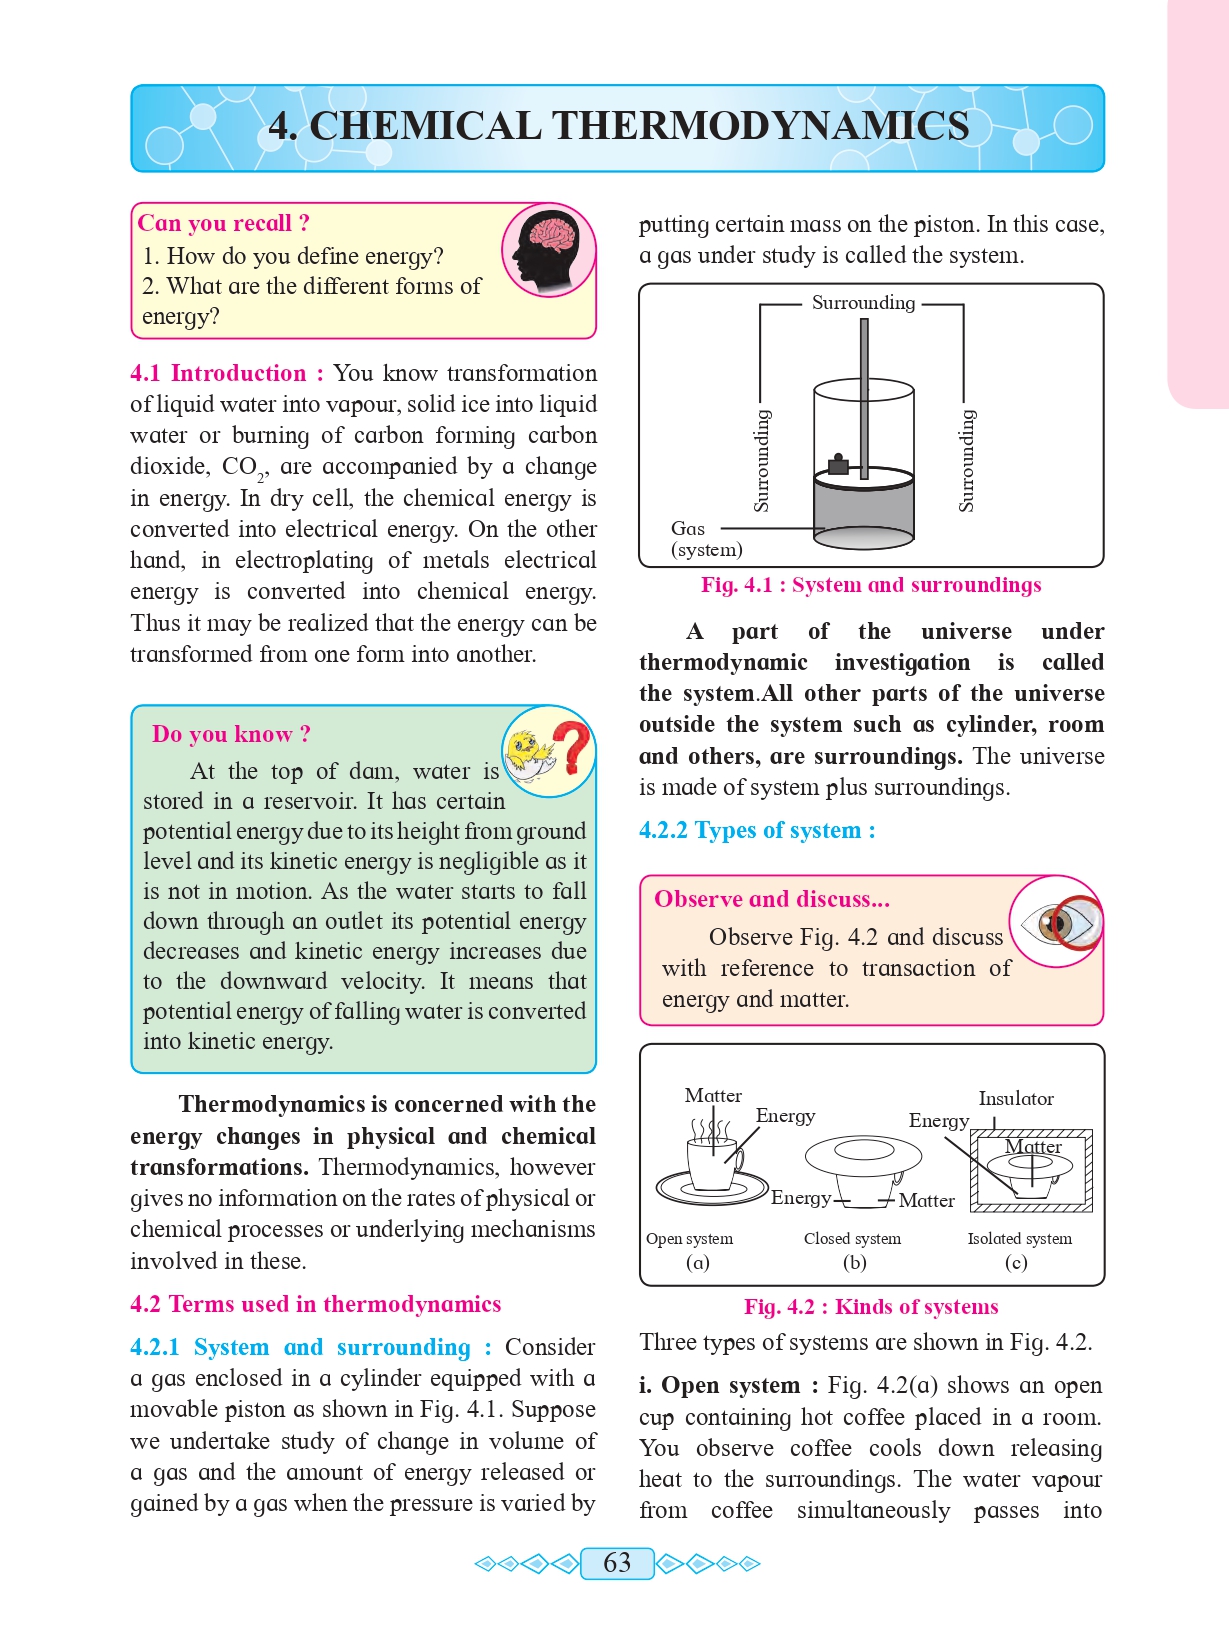 4. CHEMICAL THERMODYNAMICS
Can you recall ?
1. How do you define energy?
2. What are the different forms of
energy?
4.1 Introduction : You know transformation
of liquid water into vapour, solid ice into liquid
water or burning of carbon forming carbon
dioxide, CO₂, are accompanied by a change
in energy. In dry cell, the chemical energy is
converted into electrical energy. On the other
hand, in electroplating of metals electrical
energy is converted into chemical energy.
Thus it may be realized that the energy can be
transformed from one form into another.
Do you know ?
At the top of dam, water is
stored in a reservoir. It has certain
potential energy due to its height from ground
level and its kinetic energy is negligible as it
is not in motion. As the water starts to fall
down through an outlet its potential energy
decreases and kinetic energy increases due
to the downward velocity. It means that
potential energy of falling water is converted
into kinetic energy.
Thermodynamics is concerned with the
energy changes in physical and chemical
transformations. Thermodynamics, however
gives no information on the rates of physical or
chemical processes or underlying mechanisms
involved in these.
4.2 Terms used in thermodynamics
4.2.1 System and surrounding : Consider
a gas enclosed in a cylinder equipped with a
movable piston as shown in Fig. 4.1. Suppose
we undertake study of change in volume of
a gas and the amount of energy released or
gained by a gas when the pressure is varied by
putting certain mass on the piston. In this case,
a gas under study is called the system.
Surrounding
Surrounding
Surrounding
Gas
(system)
Fig. 4.1 : System and surroundings
A part of the universe under
thermodynamic investigation is called
the system.All other parts of the universe
outside the system such as cylinder, room
and others, are surroundings. The universe
is made of system plus surroundings.
4.2.2 Types of system :
Observe and discuss...
Observe Fig. 4.2 and discuss
with reference to transaction of
energy and matter.
Matter
Energy
Open system
(a)
Energy
Matter
Closed system
(b)
Insulator
Energy
Matter
Isolated system
(c)
Fig. 4.2 : Kinds of systems
Three types of systems are shown in Fig. 4.2.
i. Open system : Fig. 4.2(a) shows an open
cup containing hot coffee placed in a room.
You observe coffee cools down releasing
heat to the surroundings. The water vapour
from coffee simultaneously passes into
63